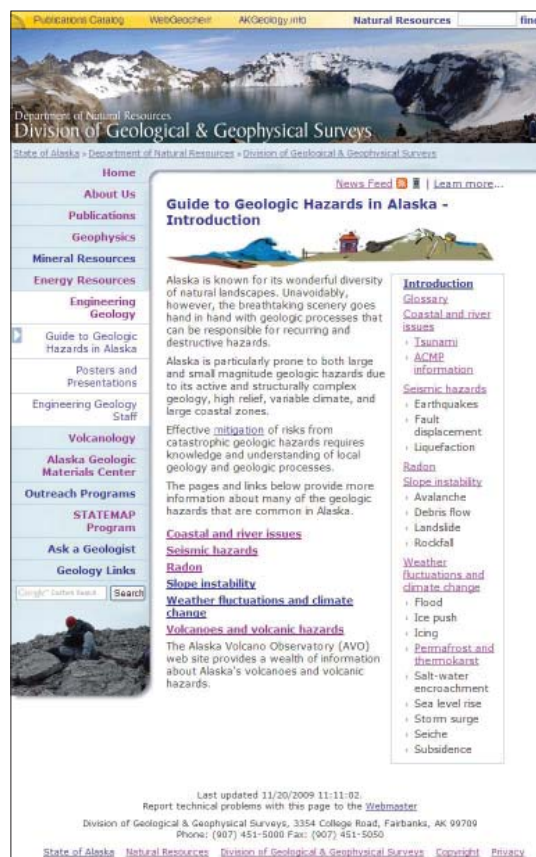 Publications Catalog WebGeochem AKGeology.info Natural Resources find
Department of Natural Resources
Division of Geological & Geophysical Surveys
State of Alaska » Department of Natural Resources » Division of Geological & Geophysical Surveys
Home
About Us
Publications
Geophysics
Mineral Resources
Energy Resources
Engineering
Geology
Guide to Geologic
Hazards in Alaska
Posters and
Presentations
Engineering Geology
Staff
Volcanology
Alaska Geologic
Materials Center
Outreach Programs
STATEMAP
Program
Ask a Geologist
Geology Links
Search
News Feed | Learn more...
Guide to Geologic Hazards in Alaska -
Introduction
Alaska is known for its wonderful diversity
of natural landscapes. Unavoidably,
however, the breathtaking scenery goes
hand in hand with geologic processes that
can be responsible for recurring and
destructive hazards.
Alaska is particularly prone to both large
and small magnitude geologic hazards due
to its active and structurally complex
geology, high relief, variable climate, and
large coastal zones.
Effective mitigation of risks from
catastrophic geologic hazards requires
knowledge and understanding of local
geology and geologic processes.
The pages and links below provide more
information about many of the geologic
hazards that are common in Alaska.
Coastal and river issues
Seismic hazards
Radon
Slope instability
Weather fluctuations and climate
change
Volcanoes and volcanic hazards
The Alaska Volcano Observatory (AVO)
web site provides a wealth of information
about Alaska's volcanoes and volcanic
hazards.
Introduction
Glossary
Coastal and river
issues
Tsunami
ACMP
information
Seismic hazards
Earthquakes
Fault
displacement
Liquefaction
Radon
Slope instability
Avalanche
Debris flow
Landslide
Rockfall
Weather
fluctuations and
climate change
Flood
Ice push
Icing
Permafrost and
thermokarst
Salt-water
encroachment
Sea level rise
Storm surge
Seiche
Subsidence
Last updated 11/20/2009 11:11:02.
Report technical problems with this page to the Webmaster
Division of Geological & Geophysical Surveys, 3354 College Road, Fairbanks, AK 99709
Phone: (907) 451-5000 Fax: (907) 451-5050
State of Alaska Natural Resources Division of Geological & Geophysical Surveys Copyright Privacy